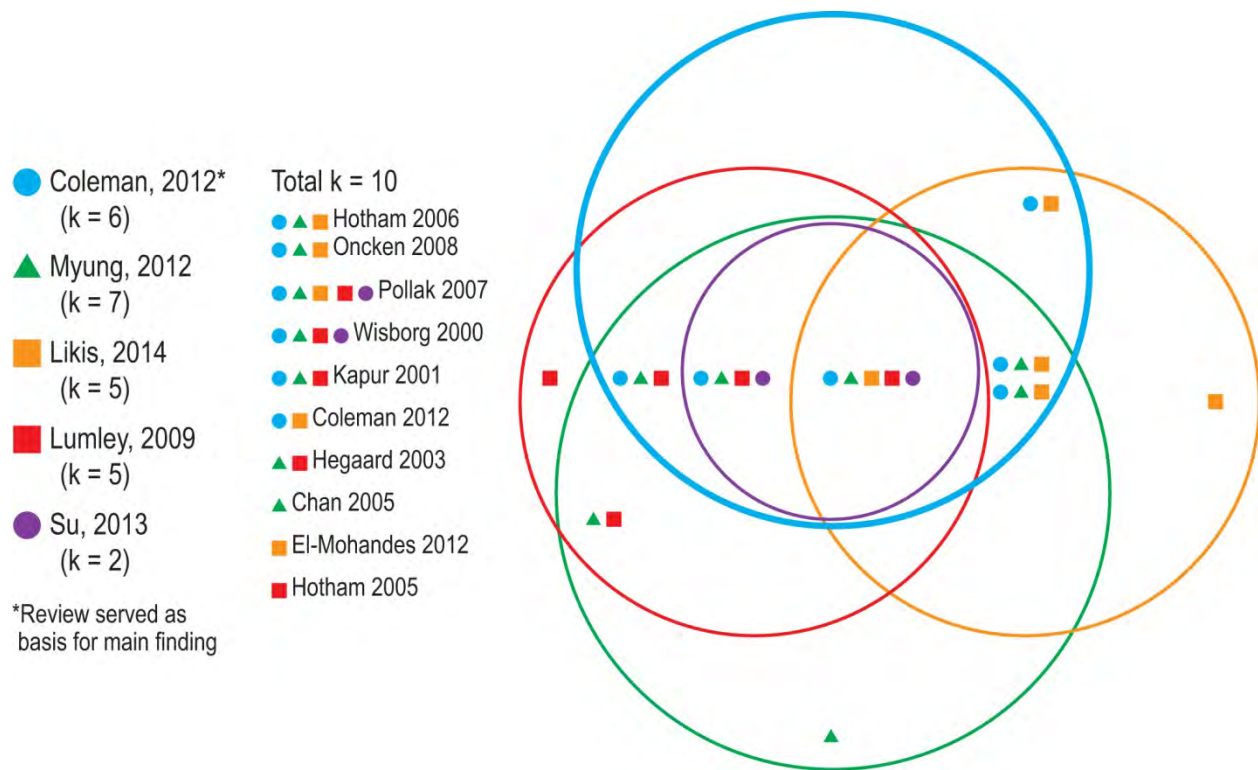 Coleman, 2012*
(k = 6)
Myung, 2012
(k = 7)
Likis, 2014
(k = 5)
Lumley, 2009
(k = 5)
Su, 2013
(k = 2)
*Review served as
basis for main finding
Total k = 10
Hotham 2006
Oncken 2008
Pollak 2007
Wisborg 2000
Kapur 2001
Coleman 2012
Hegaard 2003
Chan 2005
El-Mohandes 2012
Hotham 2005